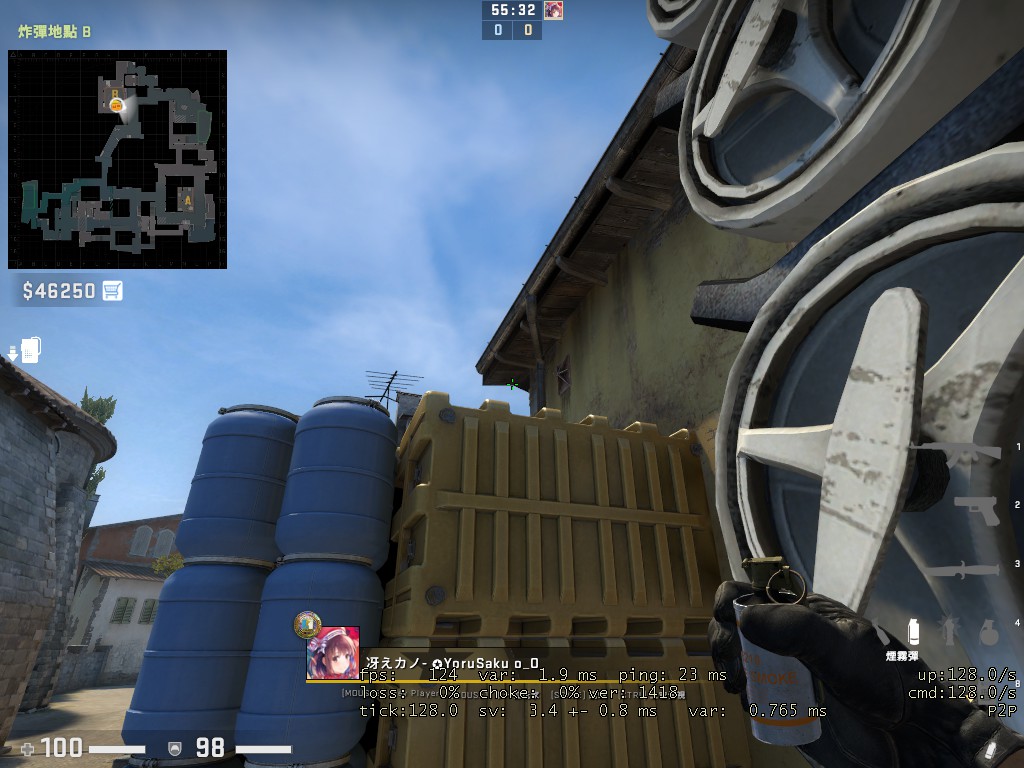 炸彈地點 B
55:32
0 0
B
A
$46250
1
2
3
4
煙霧彈
冴えカノ-✪YoruSaku o_O
fps: 124 var: 1.9 ms ping: 23 ms
loss: 0% choke: 0% ver: 1418
tick:128.0 sv: 3.4 +- 0.8 ms var: 0.765 ms
up:128.0/s
cmd:128.0/s
P2P
100
98